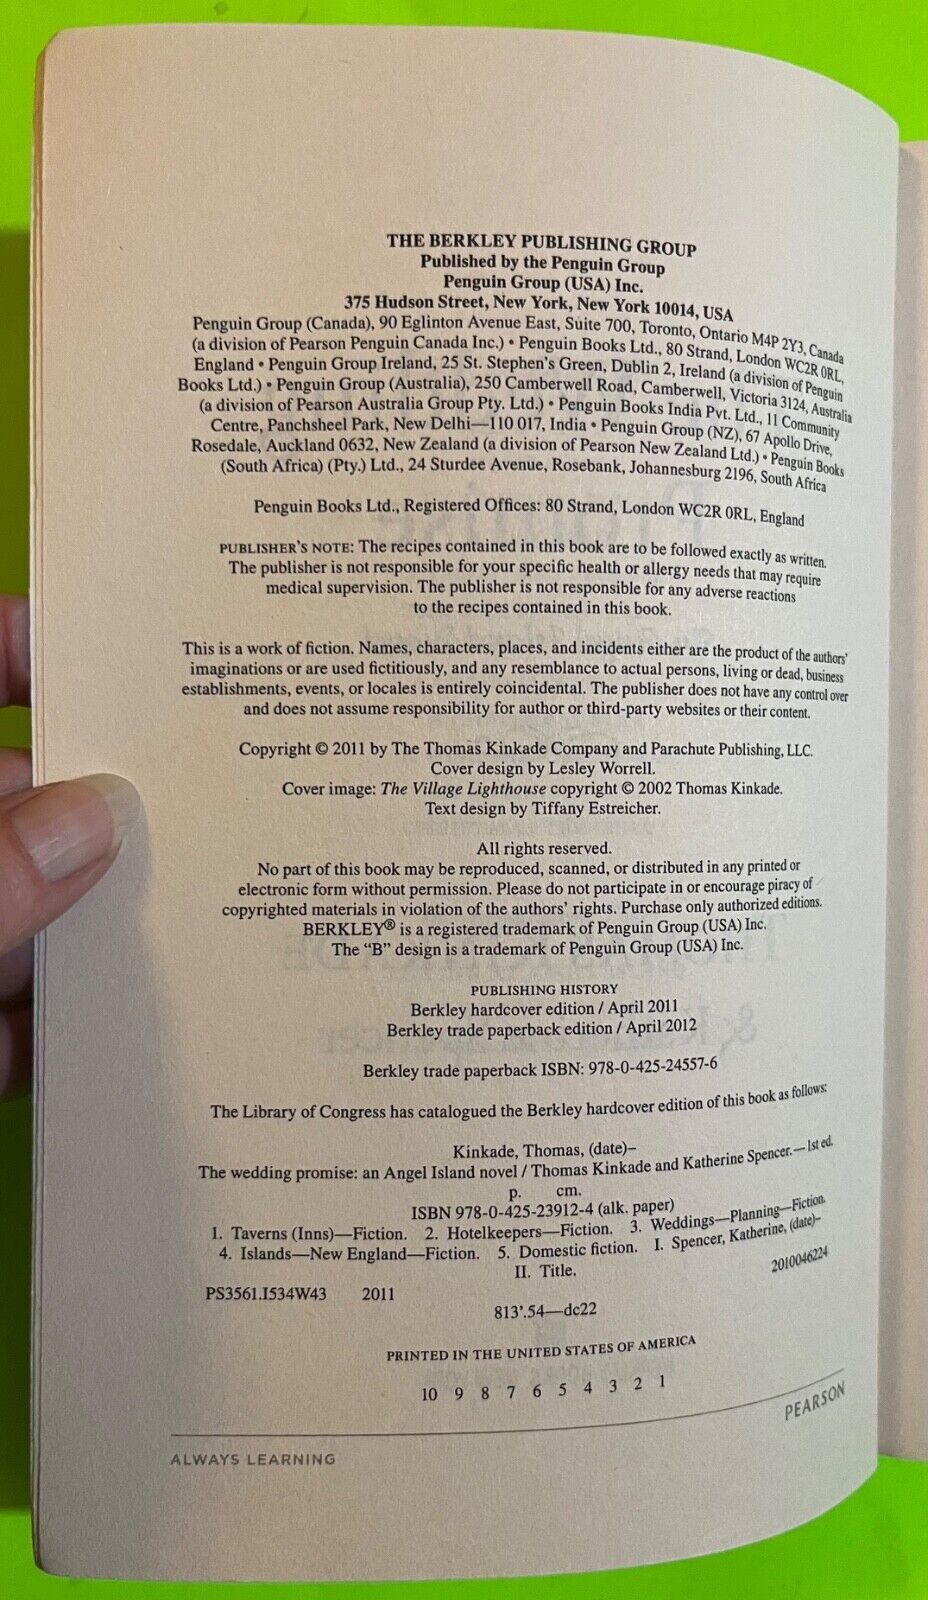 THE BERKLEY PUBLISHING GROUP
Published by the Penguin Group
Penguin Group (USA) Inc.
375 Hudson Street, New York, New York 10014, USA
Penguin Group (Canada), 90 Eglinton Avenue East, Suite 700, Toronto, Ontario M4P 2Y3, Canada
(a division of Pearson Penguin Canada Inc.) • Penguin Books Ltd., 80 Strand, London WC2R 0RL,
England • Penguin Group Ireland, 25 St. Stephen's Green, Dublin 2, Ireland (a division of Penguin
Books Ltd.) • Penguin Group (Australia), 250 Camberwell Road, Camberwell, Victoria 3124, Australia
(a division of Pearson Australia Group Pty. Ltd.) • Penguin Books India Pvt. Ltd., 11 Community
Centre, Panchsheel Park, New Delhi—110 017, India • Penguin Group (NZ), 67 Apollo Drive,
Rosedale, Auckland 0632, New Zealand (a division of Pearson New Zealand Ltd.) • Penguin Books
(South Africa) (Pty.) Ltd., 24 Sturdee Avenue, Rosebank, Johannesburg 2196, South Africa
Penguin Books Ltd., Registered Offices: 80 Strand, London WC2R 0RL, England
PUBLISHER'S NOTE: The recipes contained in this book are to be followed exactly as written.
The publisher is not responsible for your specific health or allergy needs that may require
medical supervision. The publisher is not responsible for any adverse reactions
to the recipes contained in this book.
This is a work of fiction. Names, characters, places, and incidents either are the product of the authors'
imaginations or are used fictitiously, and any resemblance to actual persons, living or dead, business
establishments, events, or locales is entirely coincidental. The publisher does not have any control over
and does not assume responsibility for author or third-party websites or their content.
Copyright © 2011 by The Thomas Kinkade Company and Parachute Publishing, LLC.
Cover design by Lesley Worrell.
Cover image: The Village Lighthouse copyright © 2002 Thomas Kinkade.
Text design by Tiffany Estreicher.
All rights reserved.
No part of this book may be reproduced, scanned, or distributed in any printed or
electronic form without permission. Please do not participate in or encourage piracy of
copyrighted materials in violation of the authors' rights. Purchase only authorized editions.
BERKLEY® is a registered trademark of Penguin Group (USA) Inc.
The “B” design is a trademark of Penguin Group (USA) Inc.
PUBLISHING HISTORY
Berkley hardcover edition / April 2011
Berkley trade paperback edition / April 2012
Berkley trade paperback ISBN: 978-0-425-24557-6
The Library of Congress has catalogued the Berkley hardcover edition of this book as follows:
Kinkade, Thomas, (date)–
The wedding promise: an Angel Island novel / Thomas Kinkade and Katherine Spencer.—1st ed.
p. cm.
ISBN 978-0-425-23912-4 (alk. paper)
1. Taverns (Inns)—Fiction. 2. Hotelkeepers—Fiction. 3. Weddings—Planning—Fiction.
4. Islands—New England—Fiction. 5. Domestic fiction. I. Spencer, Katherine, (date)–
II. Title.
PS3561.I534W43 2011 2010046224
813'.54—dc22
PRINTED IN THE UNITED STATES OF AMERICA
10 9 8 7 6 5 4 3 2 1
ALWAYS LEARNING PEARSON